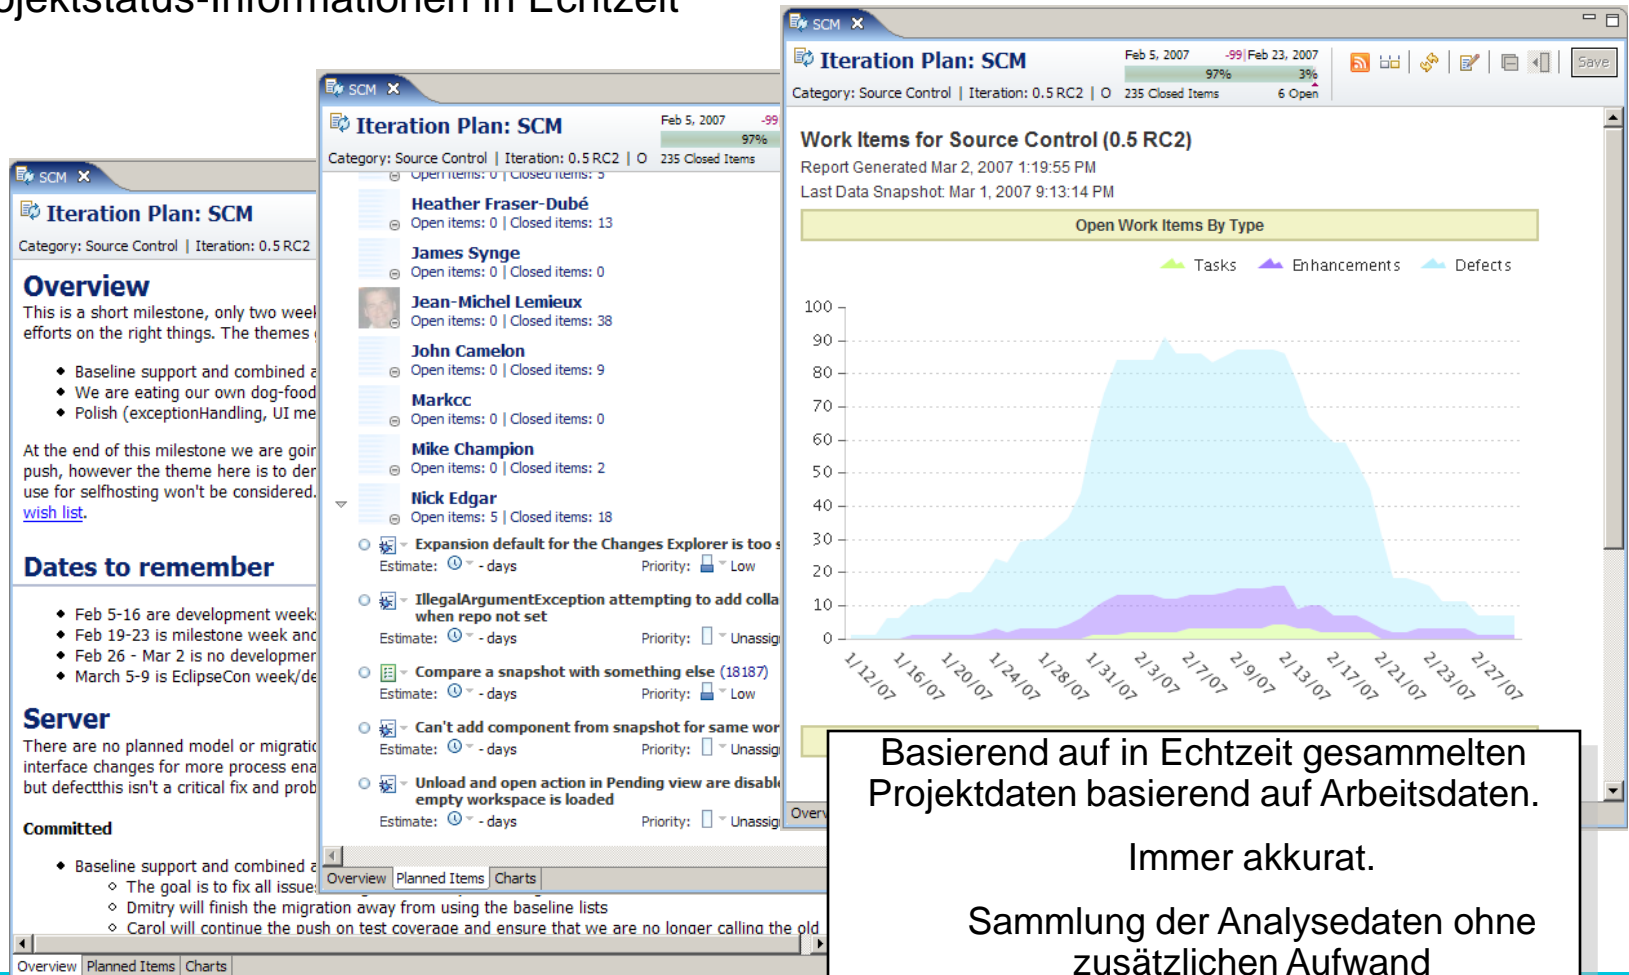 ojektstatus-Informationen in Echtzeit
SCM
Iteration Plan: SCM
Category: Source Control | Iteration: 0.5 RC2
Overview
This is a short milestone, only two
efforts on the right things. The themes
Baseline support and combined
We are eating our own dog-food
Polish (exceptionHandling, UI
At the end of this milestone we are
push, however the theme here is to
use for selfhosting won't be considered.
wish list.
Dates to remember
Feb 5-16 are development
Feb 19-23 is milestone week
Feb 26 - Mar 2 is no
March 5-9 is EclipseCon
Server
There are no planned model or
interface changes for more process
but defectthis isn't a critical fix and
Committed
Baseline support and combined
The goal is to fix all
Dmitry will finish the migration away from using the baseline lists
Carol will continue the push on test coverage and ensure that we are no longer calling the old
Overview Planned Items Charts
SCM
Iteration Plan: SCM
Feb 5, 2007 -99
97%
Category: Source Control | Iteration: 0.5 RC2 | O 235 Closed Items
Open items: 0 | Closed items: 5
Heather Fraser-Dubé
Open items: 0 | Closed items: 13
James Synge
Open items: 0 | Closed items: 0
Jean-Michel Lemieux
Open items: 0 | Closed items: 38
John Camelon
Open items: 0 | Closed items: 9
Markcc
Open items: 0 | Closed items: 0
Mike Champion
Open items: 0 | Closed items: 2
Nick Edgar
Open items: 5 | Closed items: 18
Expansion default for the Changes Explorer is too
Estimate: - days Priority: Low
IllegalArgumentException attempting to add
when repo not set
Estimate: - days Priority: Unassig
Compare a snapshot with something else (18187)
Estimate: - days Priority: Low
Can't add component from snapshot for same
Estimate: - days Priority: Unassig
Unload and open action in Pending view are
empty workspace is loaded
Estimate: - days Priority: Unassig
Overview Planned Items Charts
SCM
Iteration Plan: SCM
Feb 5, 2007 -99|Feb 23, 2007
97% 3%
Category: Source Control | Iteration: 0.5 RC2 | O 235 Closed Items 6 Open
Save
Work Items for Source Control (0.5 RC2)
Report Generated Mar 2, 2007 1:19:55 PM
Last Data Snapshot: Mar 1, 2007 9:13:14 PM
Open Work Items By Type
Tasks Enhancements Defects
100
90
80
70
60
50
40
30
20
10
0
1/12/07 1/16/07 1/20/07 1/24/07 1/28/07 1/31/07 2/3/07 2/7/07 2/9/07 2/13/07 2/17/07 2/21/07 2/23/07 2/27/07
Overv
Basierend auf in Echtzeit gesammelten
Projektdaten basierend auf Arbeitsdaten.
Immer akkurat.
Sammlung der Analysedaten ohne
zusätzlichen Aufwand